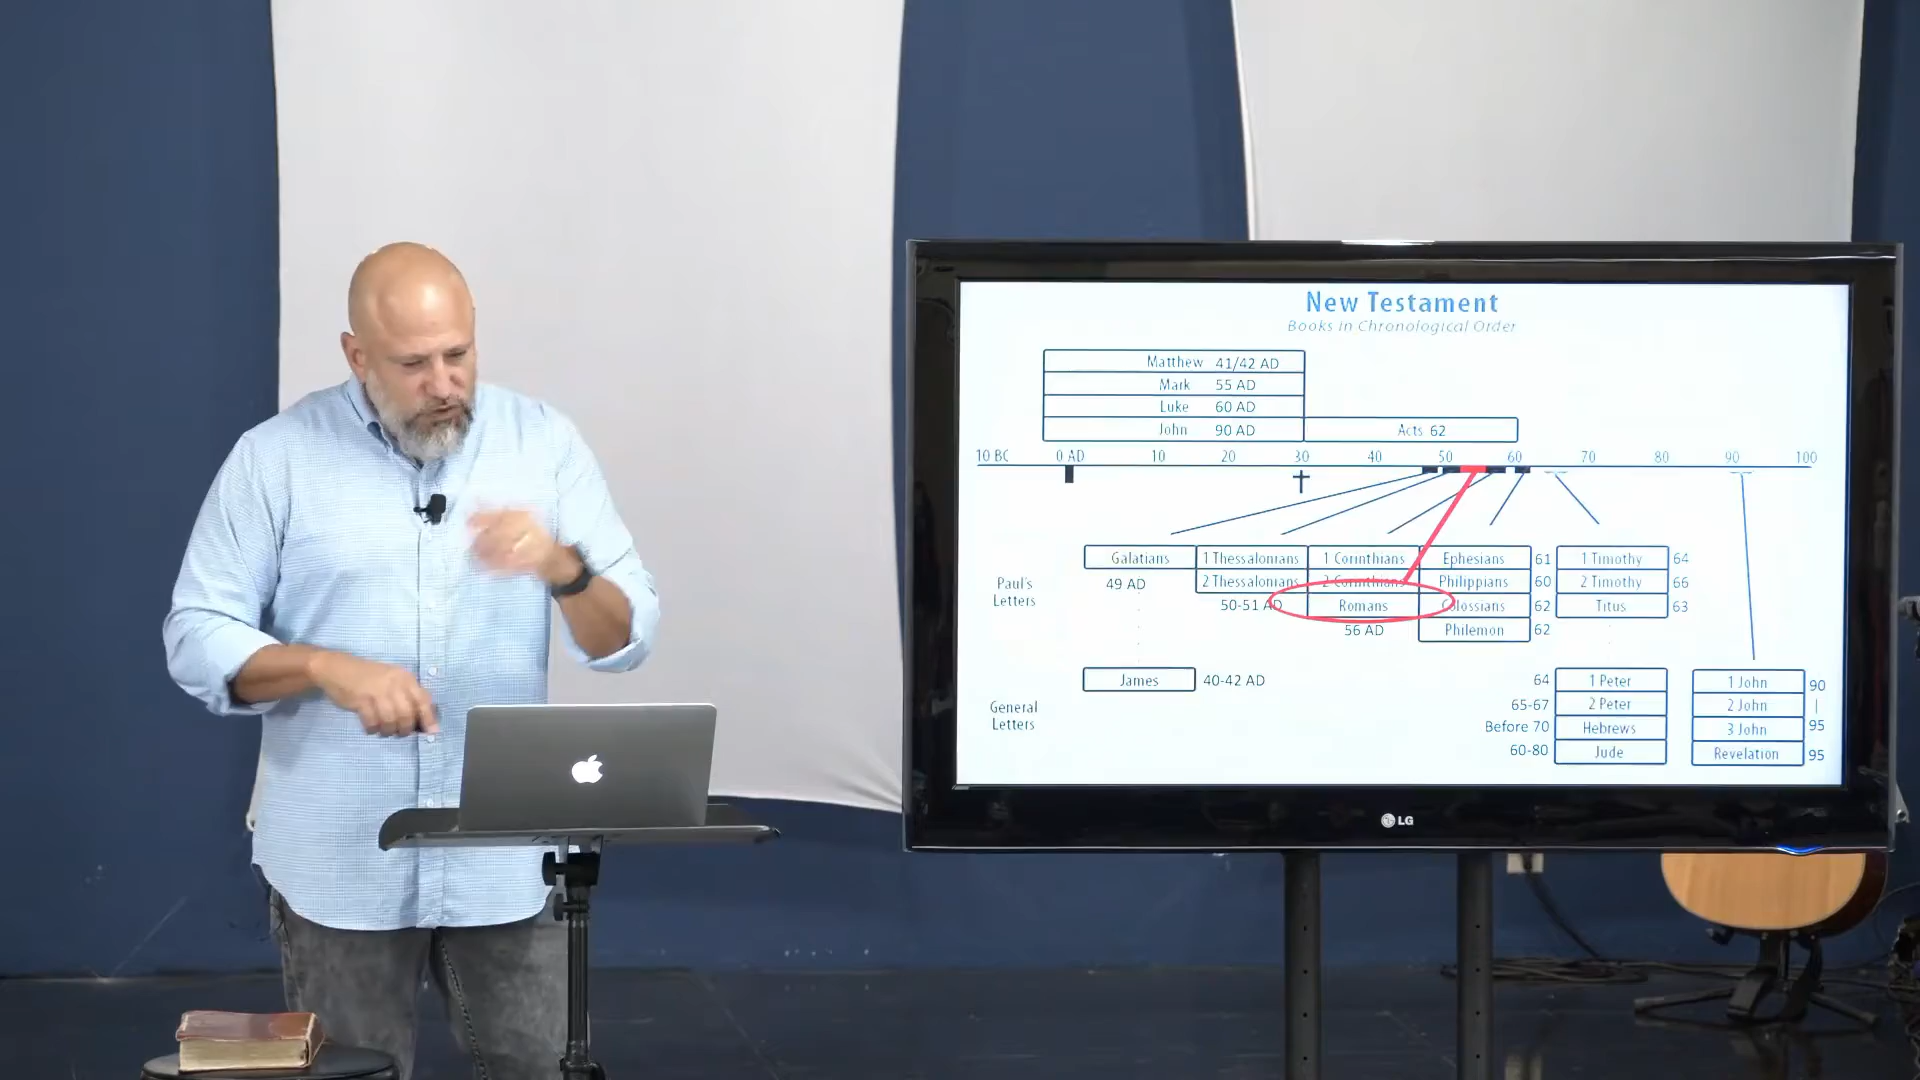 New Testament
Books in Chronological Order
Matthew 41/42 AD
Mark 55 AD
Luke 60 AD
John 90 AD
Acts 62
10 BC 0 AD 10 20 30 40 50 60 70 80 90 100
Galatians 1 Thessalonians 1 Corinthians Ephesians 61 1 Timothy 64
Paul's 49 AD 2 Thessalonians 2 Corinthians Philippians 60 2 Timothy 66
Letters 50-51 AD Romans Colossians 62 Titus 63
56 AD Philemon 62
James 40-42 AD 64 1 Peter 1 John 90
General 65-67 2 Peter 2 John |
Letters Before 70 Hebrews 3 John 95
60-80 Jude Revelation 95
LG